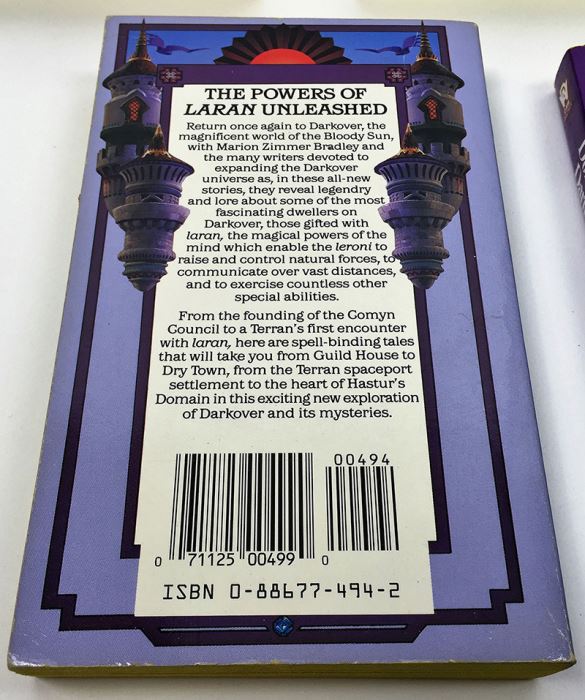 THE POWERS OF
LARAN UNLEASHED
Return once again to Darkover, the
magnificent world of the Bloody Sun,
with Marion Zimmer Bradley and
the many writers devoted to
expanding the Darkover
universe as, in these all-new
stories, they reveal legendry
and lore about some of the most
fascinating dwellers on
Darkover, those gifted with
laran, the magical powers of the
mind which enable the leroni to
raise and control natural forces, to
communicate over vast distances,
and to exercise countless other
special abilities.
From the founding of the Comyn
Council to a Terran's first encounter
with laran, here are spell-binding tales
that will take you from Guild House to
Dry Town, from the Terran spaceport
settlement to the heart of Hastur's
Domain in this exciting new exploration
of Darkover and its mysteries.
00494
0 71125 00499 0
ISBN 0-88677-494-2